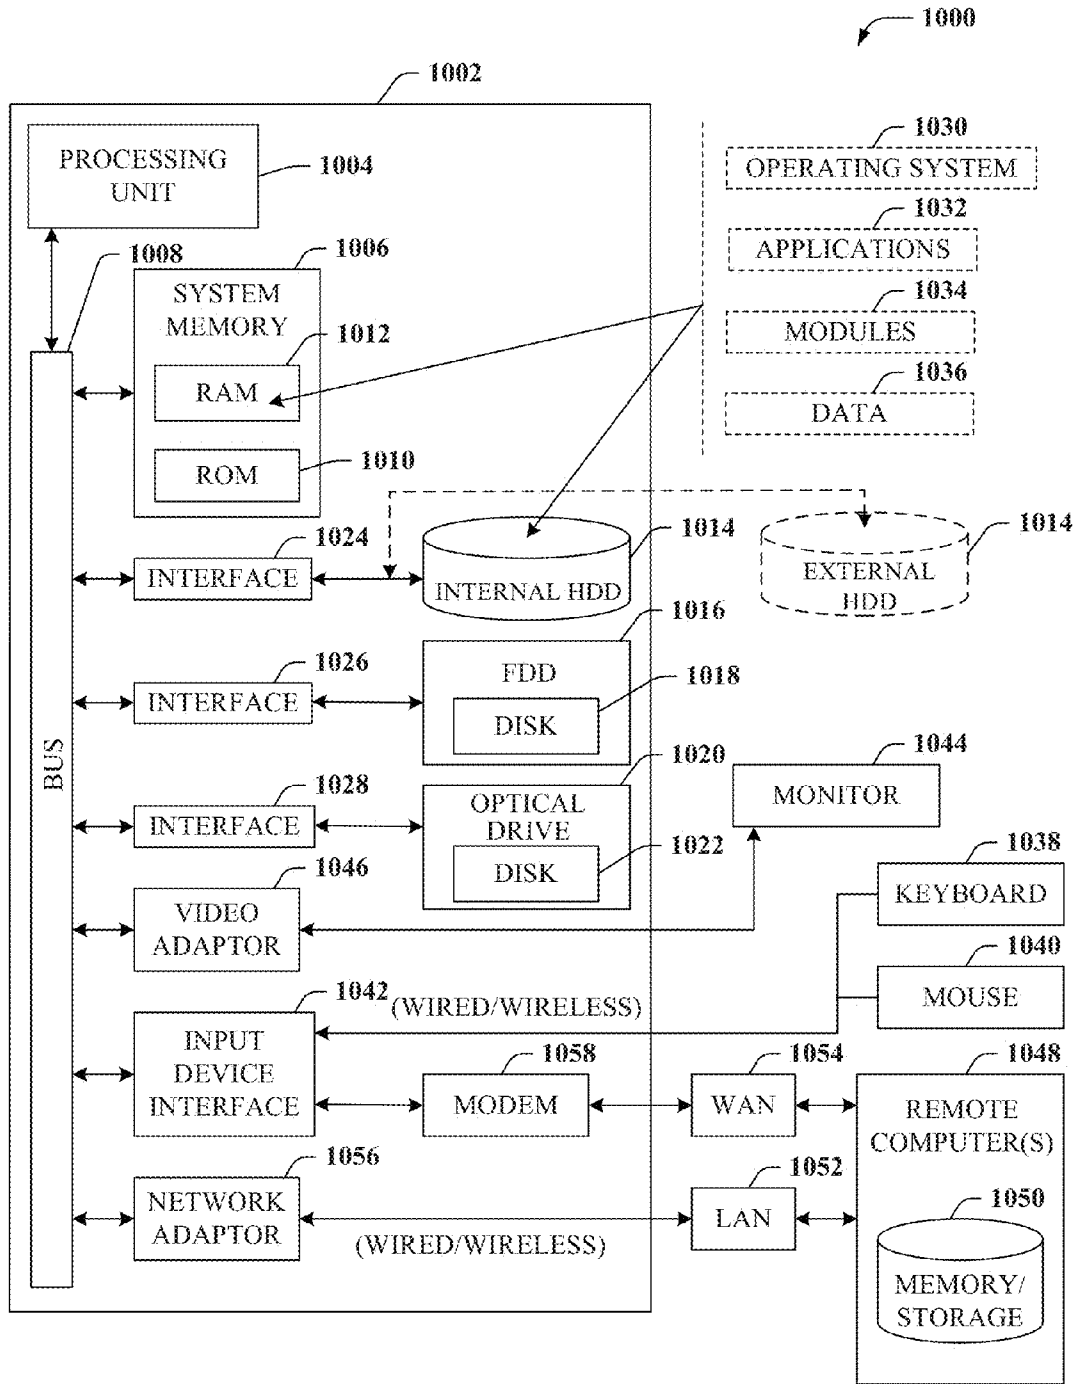 1000
1002
PROCESSING
UNIT
1004
1030
OPERATING SYSTEM
1032
APPLICATIONS
1034
MODULES
1036
DATA
1008
1006
SYSTEM
MEMORY
1012
RAM
1010
ROM
1024
INTERFACE
1014
INTERNAL HDD
1014
EXTERNAL
HDD
1026
INTERFACE
1016
FDD
1018
DISK
BUS
1028
INTERFACE
1020
OPTICAL
DRIVE
1022
DISK
1044
MONITOR
1046
VIDEO
ADAPTOR
1038
KEYBOARD
1040
MOUSE
1042
(WIRED/WIRELESS)
INPUT
DEVICE
INTERFACE
1058
MODEM
1054
WAN
1048
REMOTE
COMPUTER(S)
1056
NETWORK
ADAPTOR
(WIRED/WIRELESS)
1052
LAN
1050
MEMORY/
STORAGE